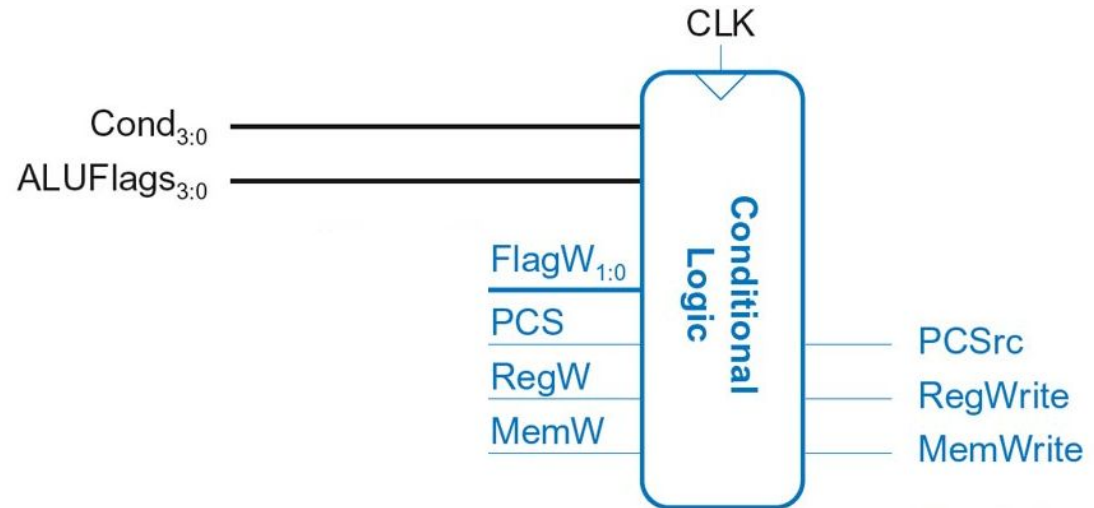 CLK
Cond3:0
ALUFlags3:0
FlagW1:0
PCS
RegW
MemW
Conditional
Logic
PCSrc
RegWrite
MemWrite